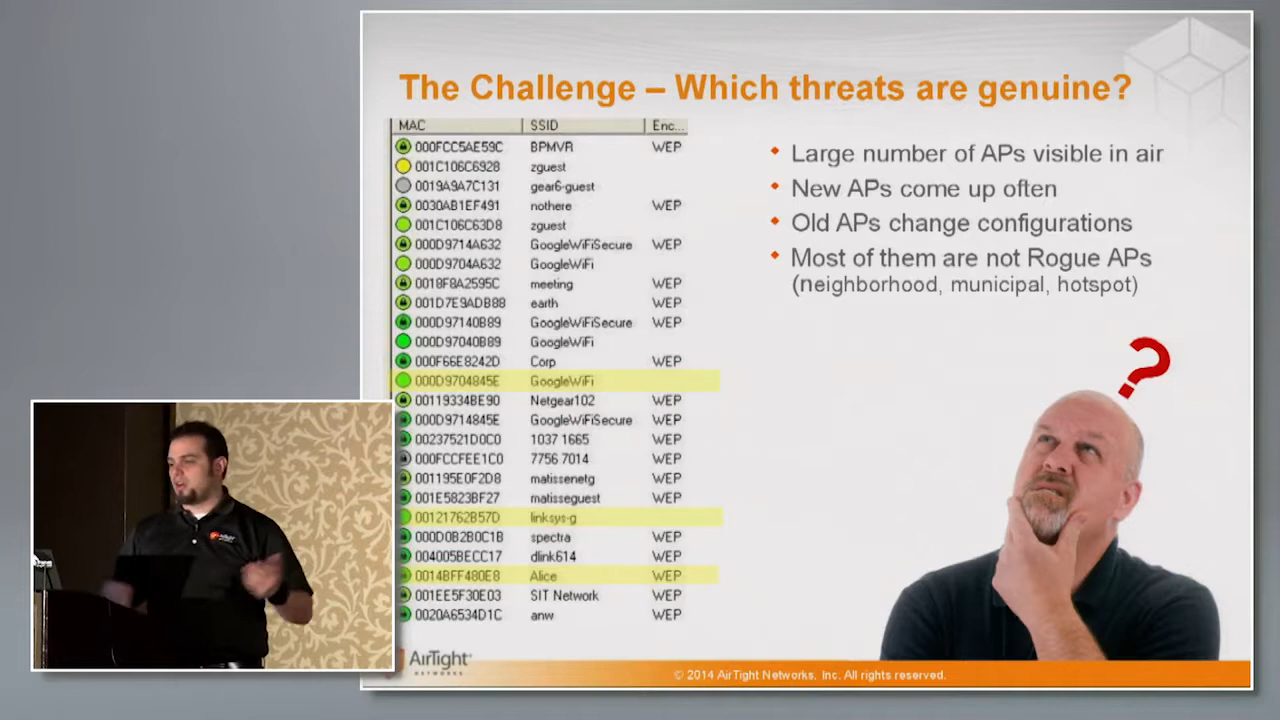 The Challenge – Which threats are genuine?
MAC SSID Enc...
000FCC5AE59C BPMVR WEP
001C106C6928 zguest
0019A9A7C131 gear6-guest
0030AB1EF491 nothere WEP
001C106C63D8 zguest
000D9714A632 GoogleWiFiSecure WEP
000D9704A632 GoogleWiFi
0018F8A2595C meeting WEP
001D7E9ADB88 earth WEP
000D97140B89 GoogleWiFiSecure WEP
000D97040B89 GoogleWiFi
000F66E8242D Corp WEP
000D9704845E GoogleWiFi
00119334BE90 Netgear102 WEP
000D9714845E GoogleWiFiSecure WEP
00237521D0C0 1037 1665 WEP
000FCCFEE1C0 7756 7014 WEP
001195E0F2D8 matissenetg WEP
001E5823BF27 matisseguest WEP
00121762B57D linksys-g
000D0B2B0C1B spectra WEP
004005BECC17 dlink614 WEP
0014BFF480E8 Alice WEP
001EE5F30E03 SIT Network WEP
0020A6534D1C anw WEP
• Large number of APs visible in air
• New APs come up often
• Old APs change configurations
• Most of them are not Rogue APs
(neighborhood, municipal, hotspot)
?
AirTight
NETWORKS
© 2014 AirTight Networks, Inc. All rights reserved.